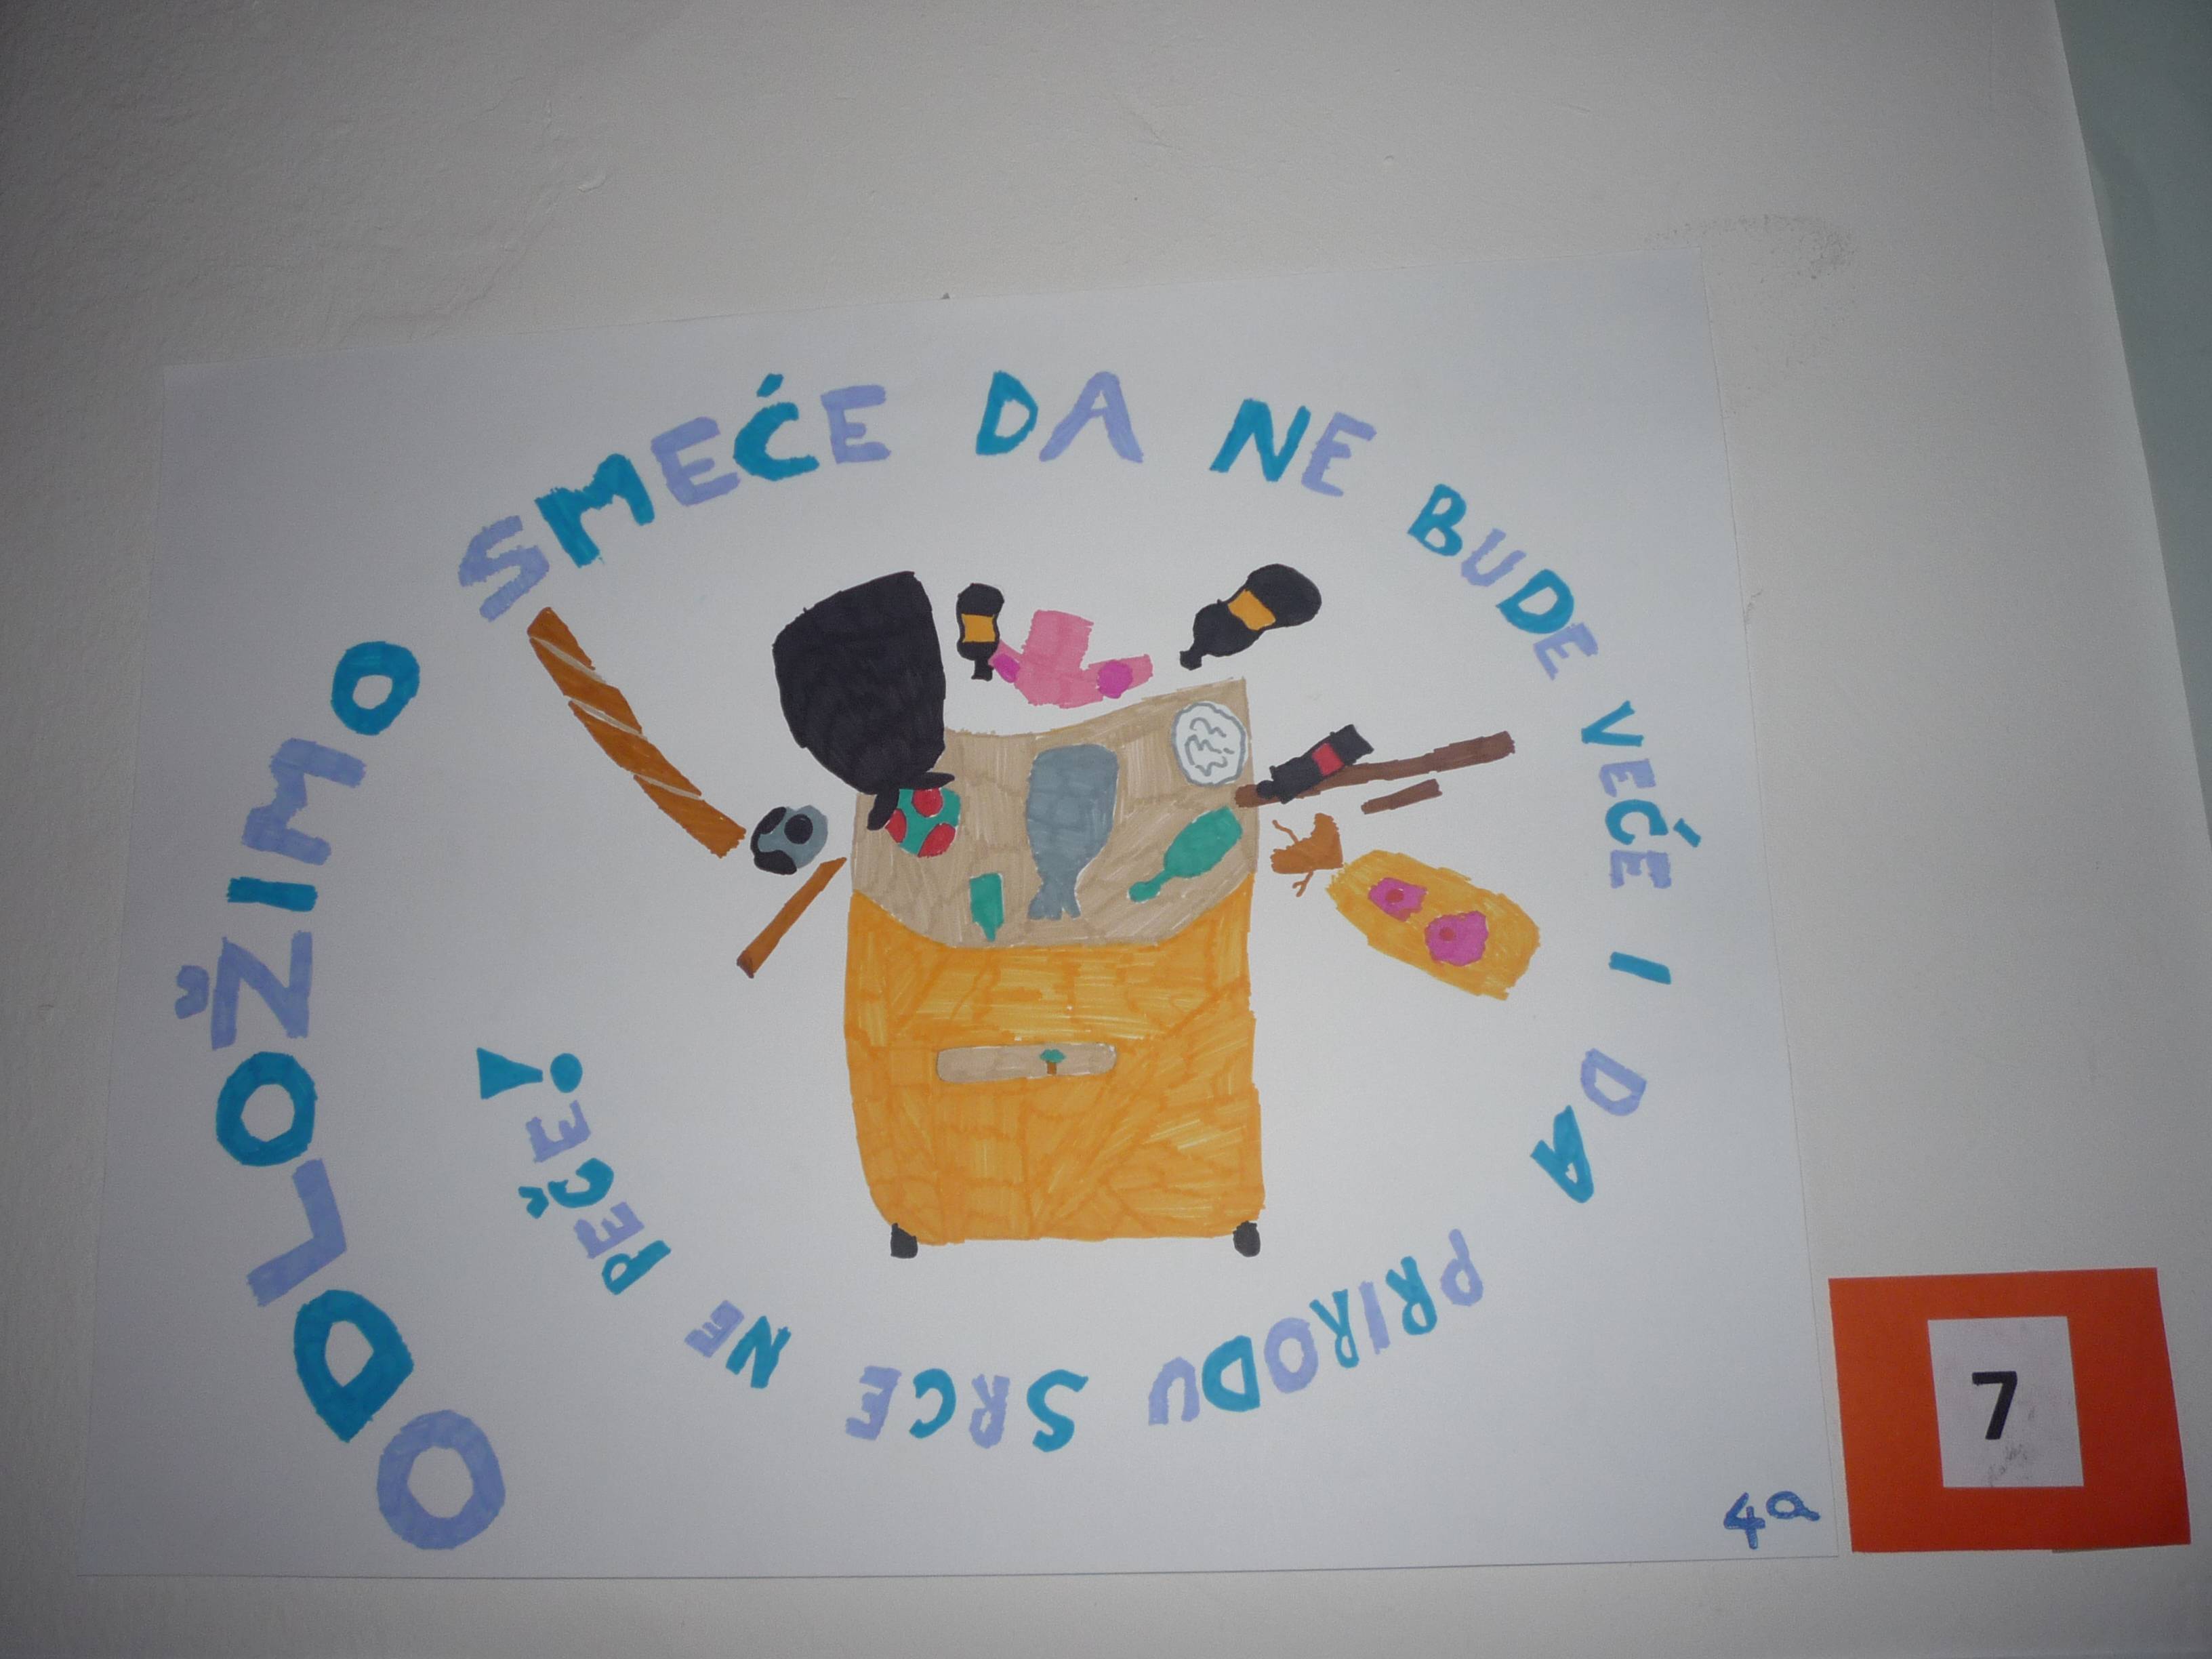 ODLOŽIMO SMEĆE DA NE BUDE VEĆE I DA PRIRODU SRCE NE PEČE!
4a
7